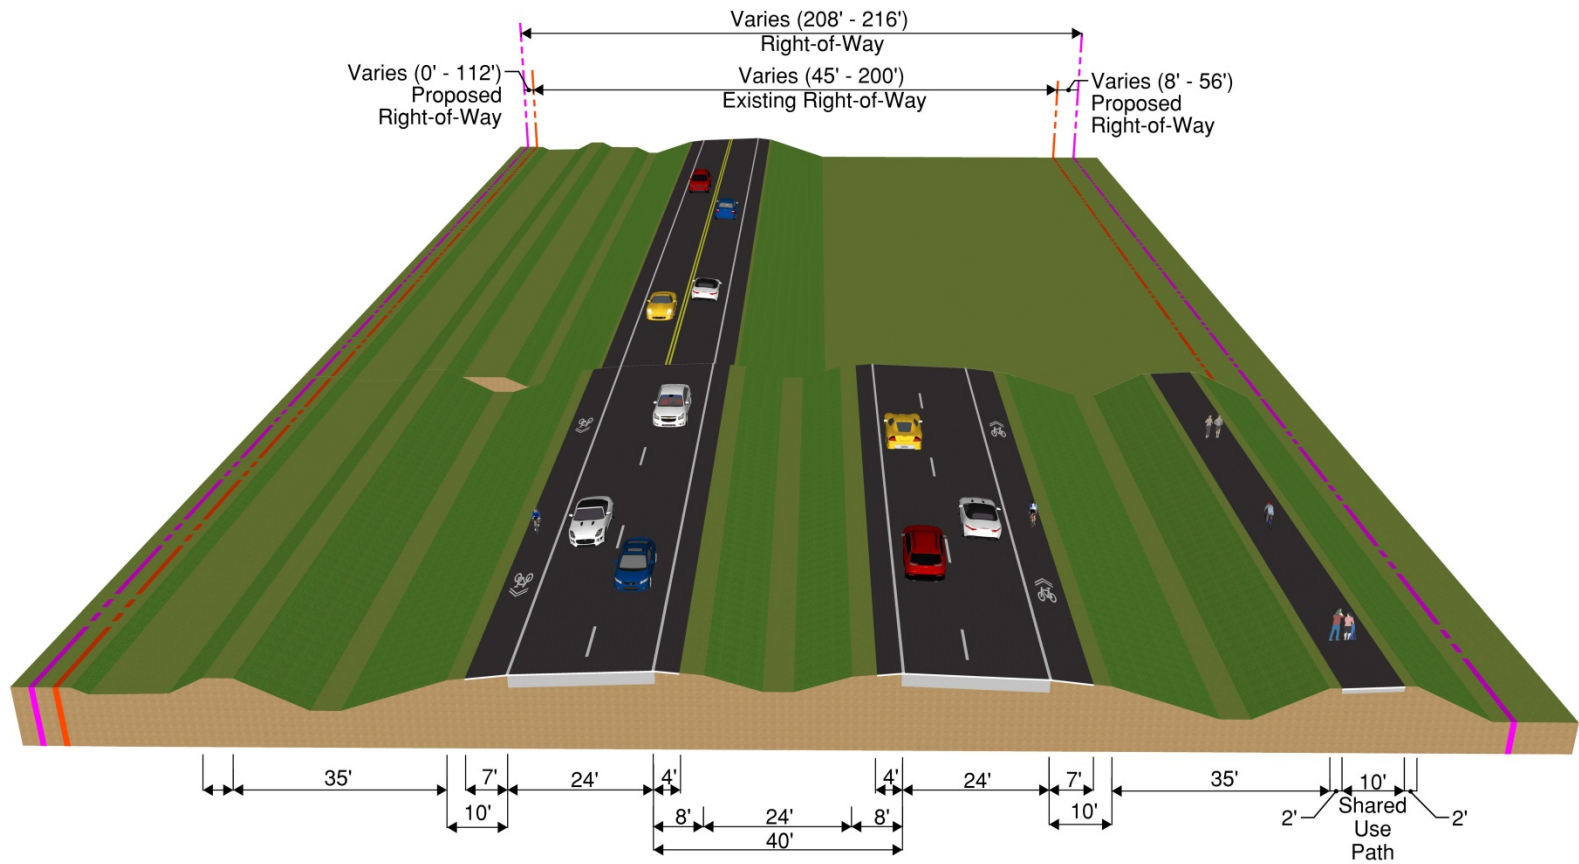 Varies (208' - 216')
Right-of-Way
Varies (0' - 112')
Proposed
Right-of-Way
Varies (45' - 200')
Existing Right-of-Way
Varies (8' - 56')
Proposed
Right-of-Way
35'
7'
24'
4'
4'
24'
7'
35'
10'
10'
8'
24'
8'
10'
2'
Shared
Use
Path
2'
40'